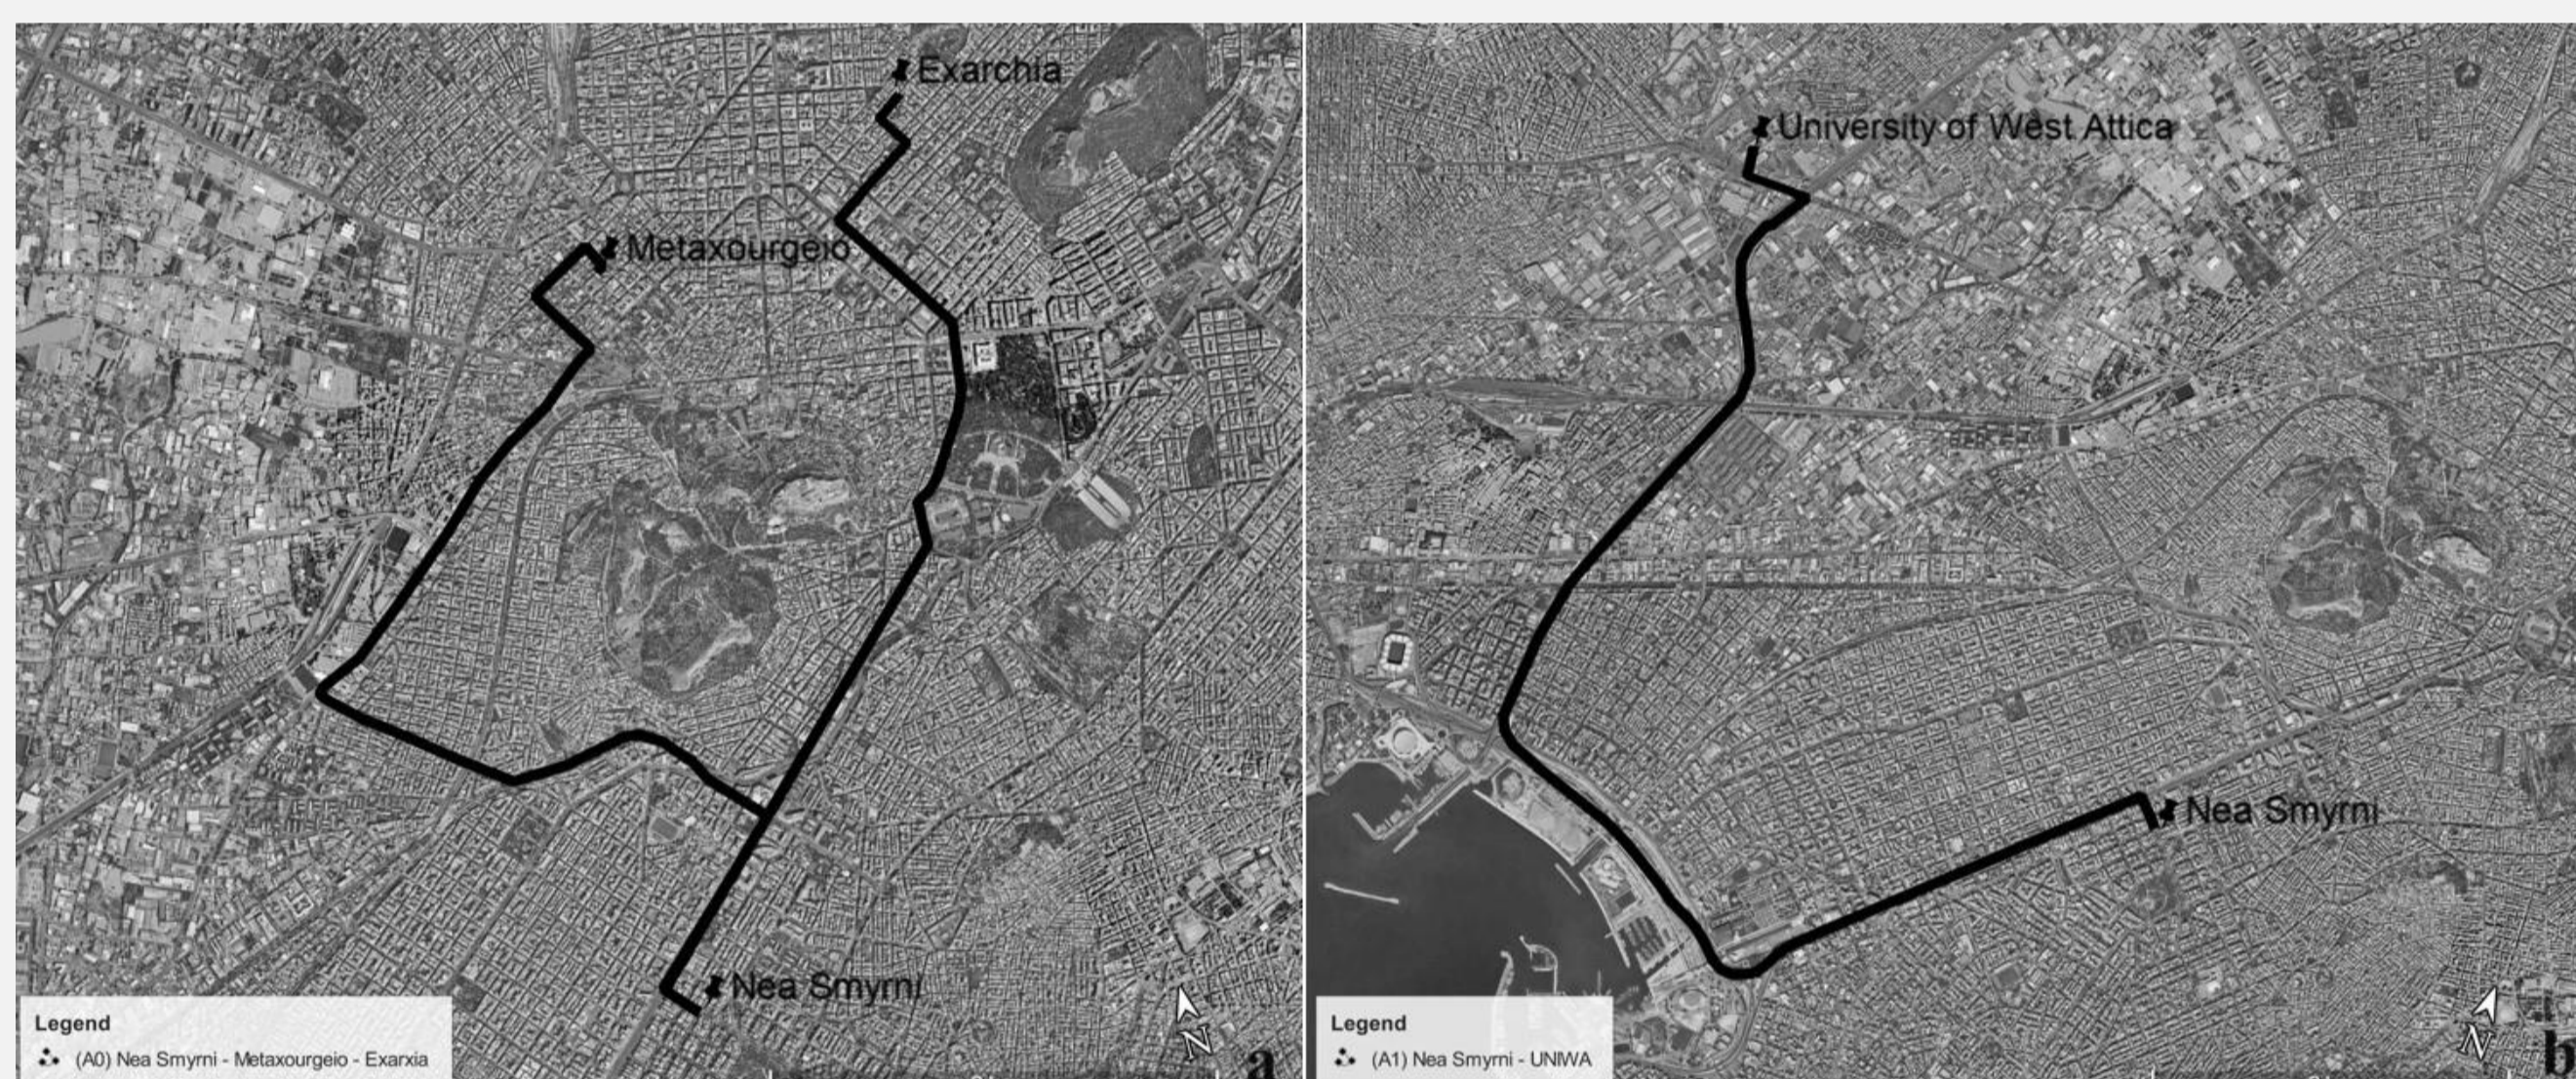 Exarchia
Metaxourgeio
Nea Smyrni
Legend
(A0) Nea Smyrni - Metaxourgeio - Exarxia
N
a
University of West Attica
Nea Smyrni
Legend
(A1) Nea Smyrni - UNIWA
N
b